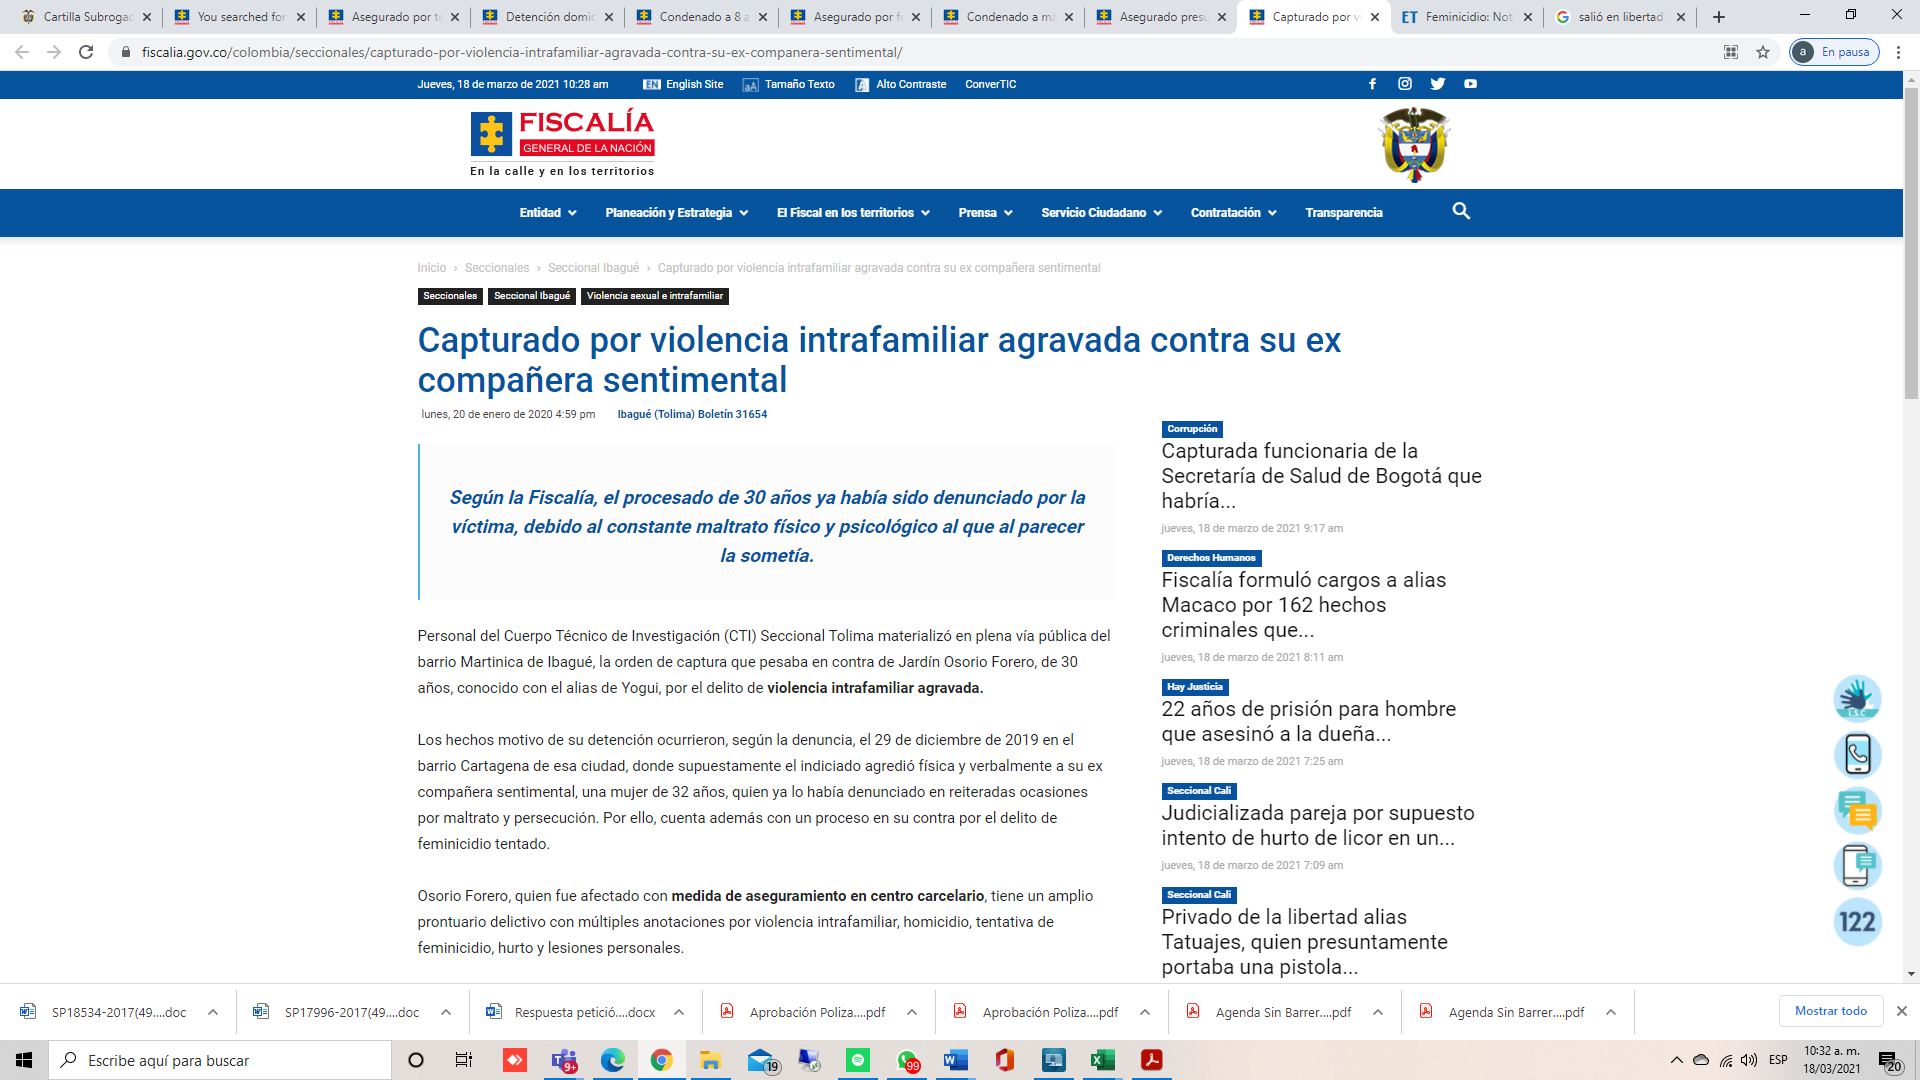 Cartilla Subrogac
You searched for
Asegurado por te
Detención domic
Condenado a 8 a
Asegurado por fe
Condenado a má
Asegurado presu
Capturado por vi
ET Feminicidio: Noti
salió en libertad
fiscalia.gov.co/colombia/seccionales/capturado-por-violencia-intrafamiliar-agravada-contra-su-ex-companera-sentimental/
a En pausa
Jueves, 18 de marzo de 2021 10:28 am
EN English Site
aA Tamaño Texto
A Alto Contraste
ConverTIC
FISCALÍA
GENERAL DE LA NACIÓN
En la calle y en los territorios
Entidad Planeación y Estrategia El Fiscal en los territorios Prensa Servicio Ciudadano Contratación Transparencia
Inicio › Seccionales › Seccional Ibagué › Capturado por violencia intrafamiliar agravada contra su ex compañera sentimental
Seccionales Seccional Ibagué Violencia sexual e intrafamiliar
Capturado por violencia intrafamiliar agravada contra su ex
compañera sentimental
lunes, 20 de enero de 2020 4:59 pm Ibagué (Tolima) Boletín 31654
Según la Fiscalía, el procesado de 30 años ya había sido denunciado por la
víctima, debido al constante maltrato físico y psicológico al que al parecer
la sometía.
Personal del Cuerpo Técnico de Investigación (CTI) Seccional Tolima materializó en plena vía pública del
barrio Martinica de Ibagué, la orden de captura que pesaba en contra de Jardín Osorio Forero, de 30
años, conocido con el alias de Yogui, por el delito de violencia intrafamiliar agravada.
Los hechos motivo de su detención ocurrieron, según la denuncia, el 29 de diciembre de 2019 en el
barrio Cartagena de esa ciudad, donde supuestamente el indiciado agredió física y verbalmente a su ex
compañera sentimental, una mujer de 32 años, quien ya lo había denunciado en reiteradas ocasiones
por maltrato y persecución. Por ello, cuenta además con un proceso en su contra por el delito de
feminicidio tentado.
Osorio Forero, quien fue afectado con medida de aseguramiento en centro carcelario, tiene un amplio
prontuario delictivo con múltiples anotaciones por violencia intrafamiliar, homicidio, tentativa de
feminicidio, hurto y lesiones personales.
Corrupción
Capturada funcionaria de la
Secretaría de Salud de Bogotá que
habría...
jueves, 18 de marzo de 2021 9:17 am
Derechos Humanos
Fiscalía formuló cargos a alias
Macaco por 162 hechos
criminales que...
jueves, 18 de marzo de 2021 8:11 am
Hay Justicia
22 años de prisión para hombre
que asesinó a la dueña...
jueves, 18 de marzo de 2021 7:25 am
Seccional Cali
Judicializada pareja por supuesto
intento de hurto de licor en un...
jueves, 18 de marzo de 2021 7:09 am
Seccional Cali
Privado de la libertad alias
Tatuajes, quien presuntamente
portaba una pistola...
L.S.C
122
SP18534-2017(49....doc
SP17996-2017(49....doc
Respuesta petició....docx
Aprobación Poliza....pdf
Aprobación Poliza....pdf
Agenda Sin Barrer....pdf
Agenda Sin Barrer....pdf
Mostrar todo
Escribe aquí para buscar
9+
19
99
ESP
10:32 a. m.
18/03/2021
20